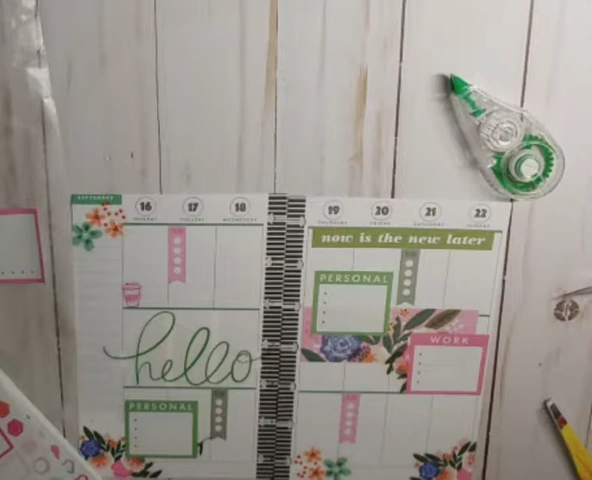 SEPTEMBER
16 17 18
MONDAY TUESDAY WEDNESDAY
19 20 21 22
THURSDAY FRIDAY SATURDAY SUNDAY
now is the new later
PERSONAL
WORK
hello
PERSONAL